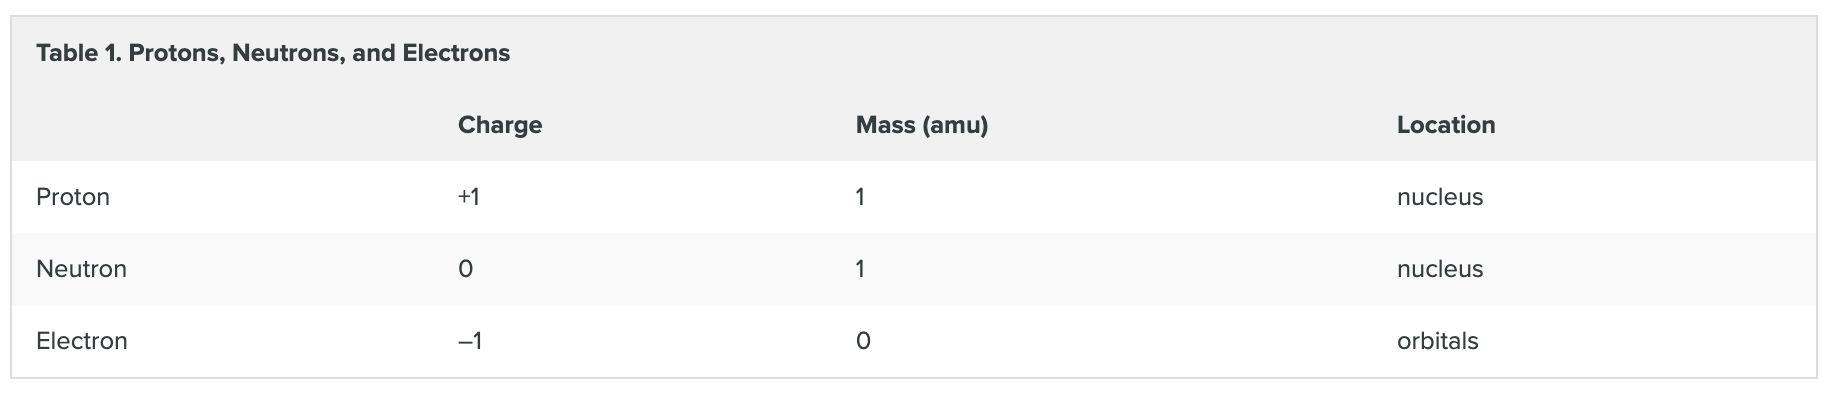 Table 1. Protons, Neutrons, and Electrons
Charge Mass (amu) Location
Proton +1 1 nucleus
Neutron 0 1 nucleus
Electron –1 0 orbitals